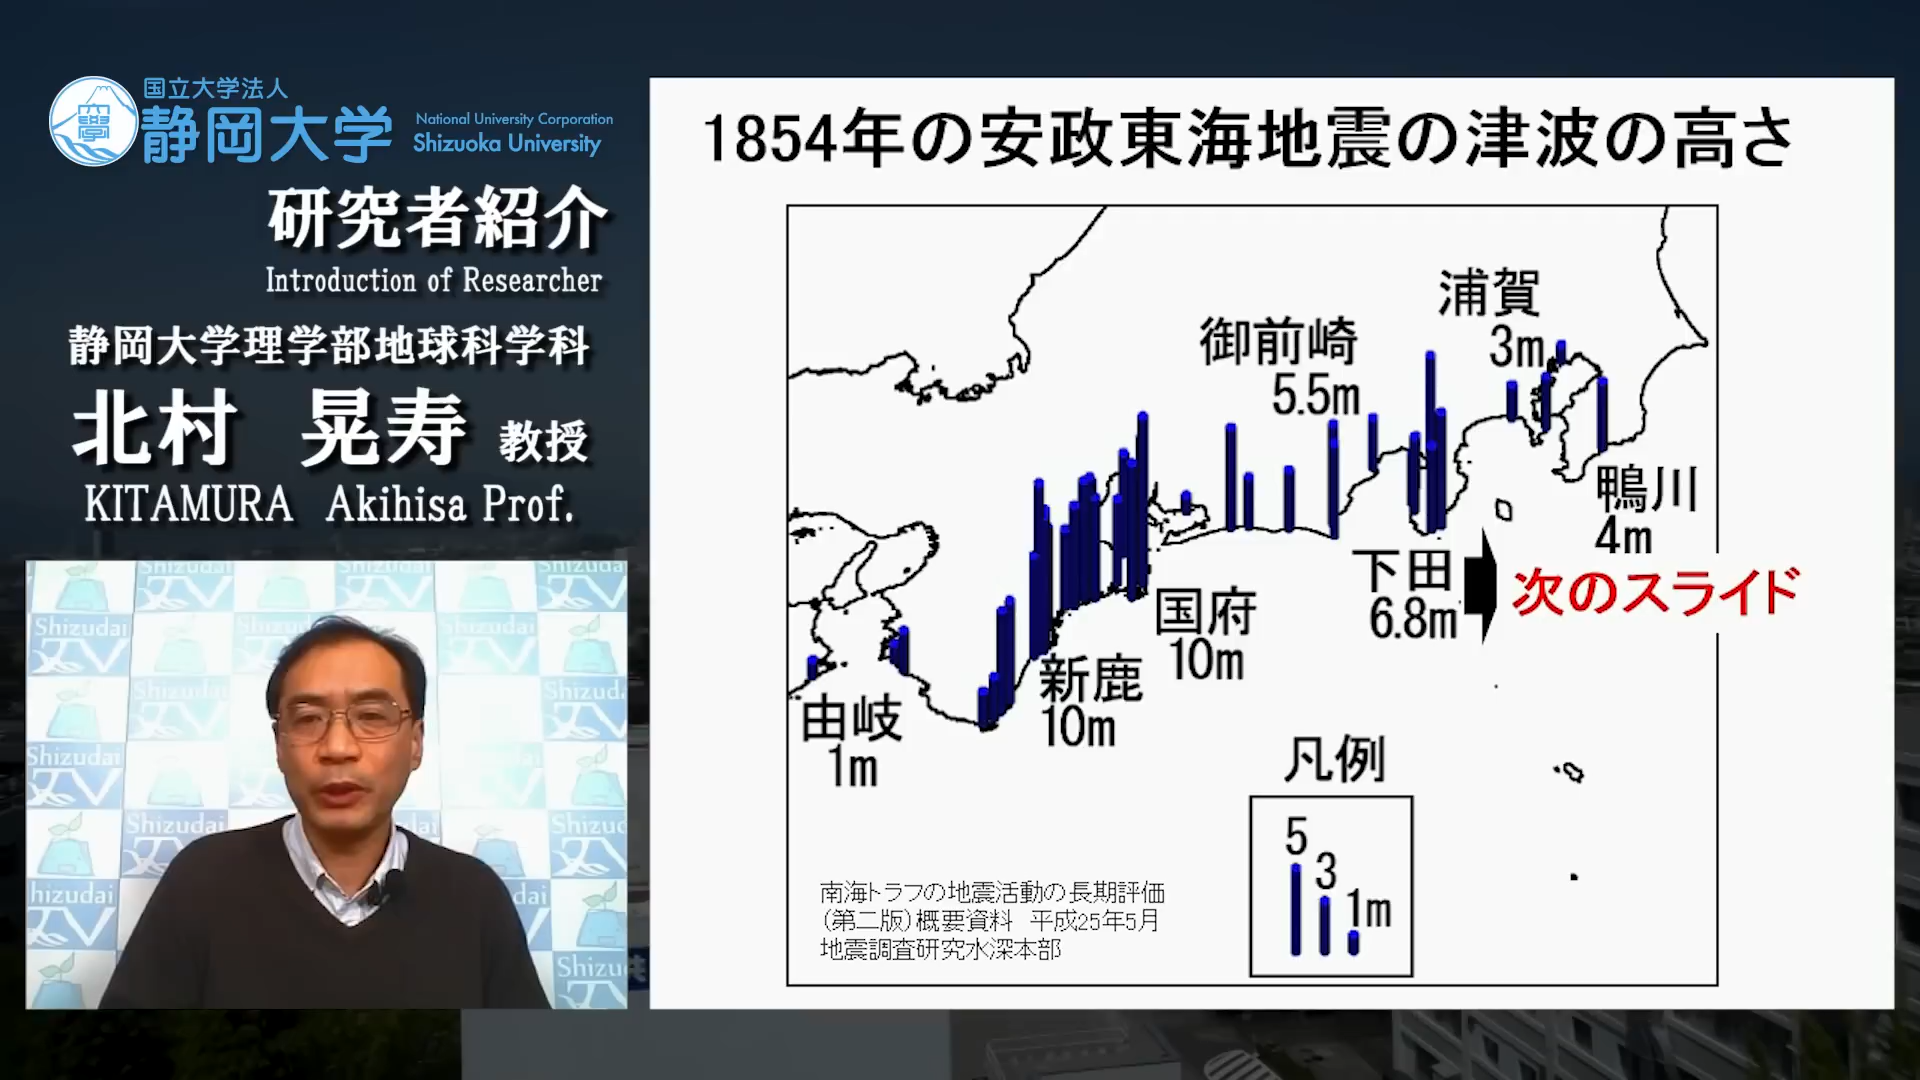 国立大学法人
静岡大学
National University Corporation
Shizuoka University
研究者紹介
Introduction of Researcher
静岡大学理学部地球科学科
北村 晃寿 教授
KITAMURA Akihisa Prof.
1854年の安政東海地震の津波の高さ
浦賀
3m
御前崎
5.5m
鴨川
4m
下田
6.8m
次のスライド
国府
10m
新鹿
10m
由岐
1m
凡例
5
3
1m
南海トラフの地震活動の長期評価
(第二版)概要資料 平成25年5月
地震調査研究水深本部
Shizudai
TV